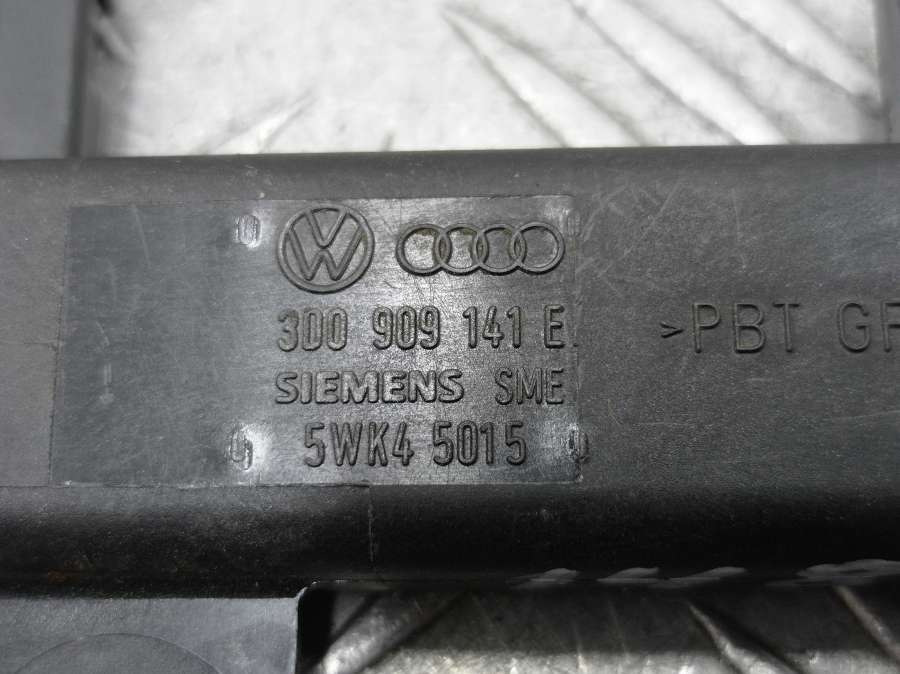 3D0 909 141 E
>PBT GF
SIEMENS SME
5WK4 5015